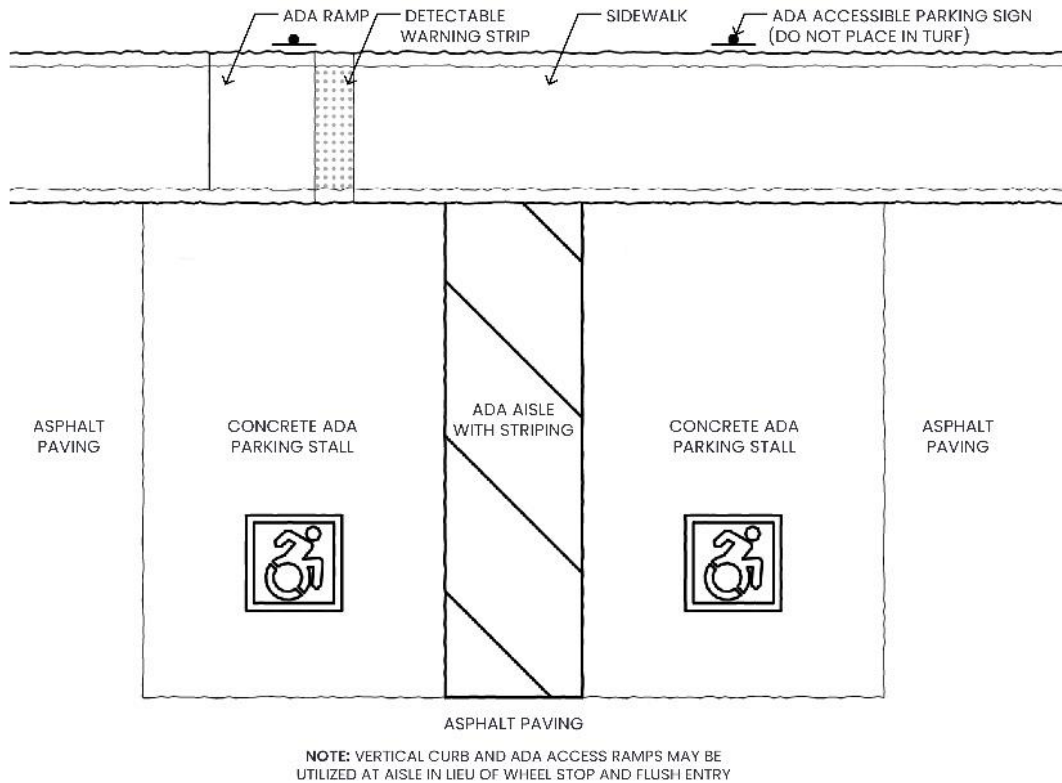 ADA RAMP
DETECTABLE
WARNING STRIP
SIDEWALK
ADA ACCESSIBLE PARKING SIGN
(DO NOT PLACE IN TURF)
ASPHALT
PAVING
CONCRETE ADA
PARKING STALL
ADA AISLE
WITH STRIPING
CONCRETE ADA
PARKING STALL
ASPHALT
PAVING
ASPHALT PAVING
NOTE: VERTICAL CURB AND ADA ACCESS RAMPS MAY BE
UTILIZED AT AISLE IN LIEU OF WHEEL STOP AND FLUSH ENTRY